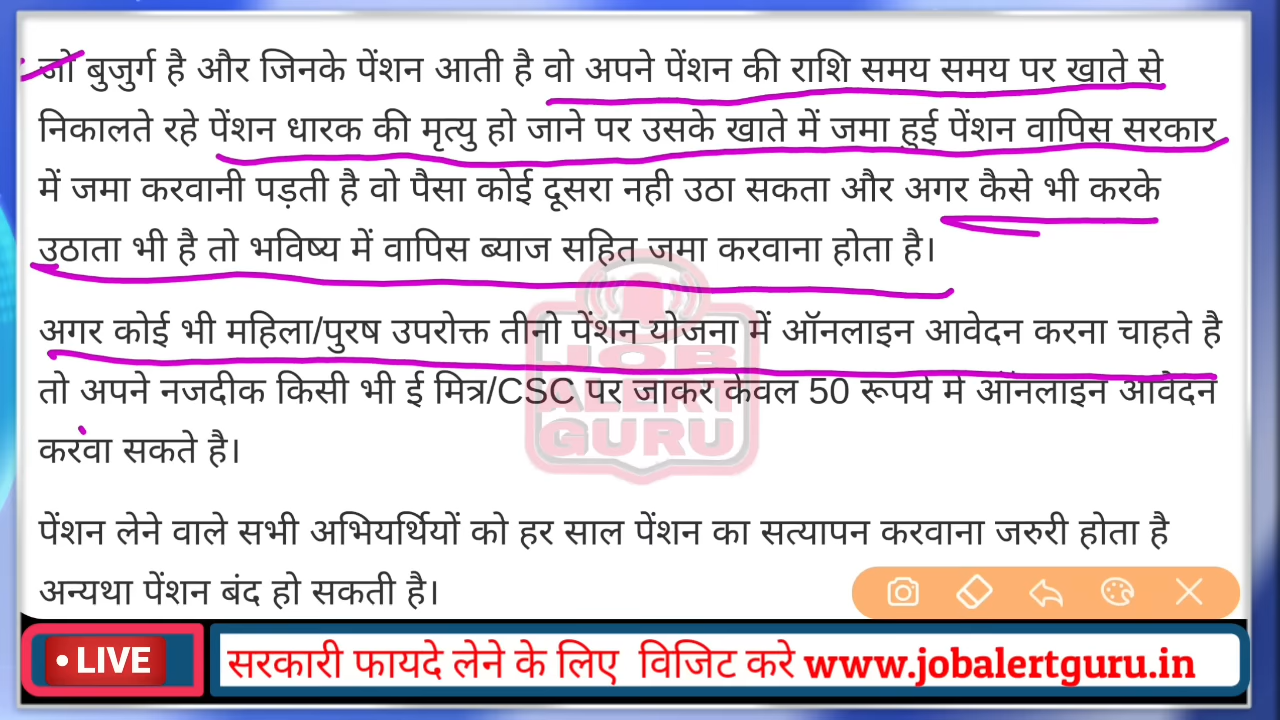 जो बुजुर्ग है और जिनके पेंशन आती है वो अपने पेंशन की राशि समय समय पर खाते से
निकालते रहे पेंशन धारक की मृत्यु हो जाने पर उसके खाते में जमा हुई पेंशन वापिस सरकार
में जमा करवानी पड़ती है वो पैसा कोई दूसरा नही उठा सकता और अगर कैसे भी करके
उठाता भी है तो भविष्य में वापिस ब्याज सहित जमा करवाना होता है।
अगर कोई भी महिला/पुरष उपरोक्त तीनो पेंशन योजना में ऑनलाइन आवेदन करना चाहते है
तो अपने नजदीक किसी भी ई मित्र/CSC पर जाकर केवल 50 रूपये में ऑनलाइन आवेदन
करवा सकते है।
पेंशन लेने वाले सभी अभियर्थियों को हर साल पेंशन का सत्यापन करवाना जरुरी होता है
अन्यथा पेंशन बंद हो सकती है।
JOB
ALERT
GURU
• LIVE
सरकारी फायदे लेने के लिए विजिट करे www.jobalertguru.in